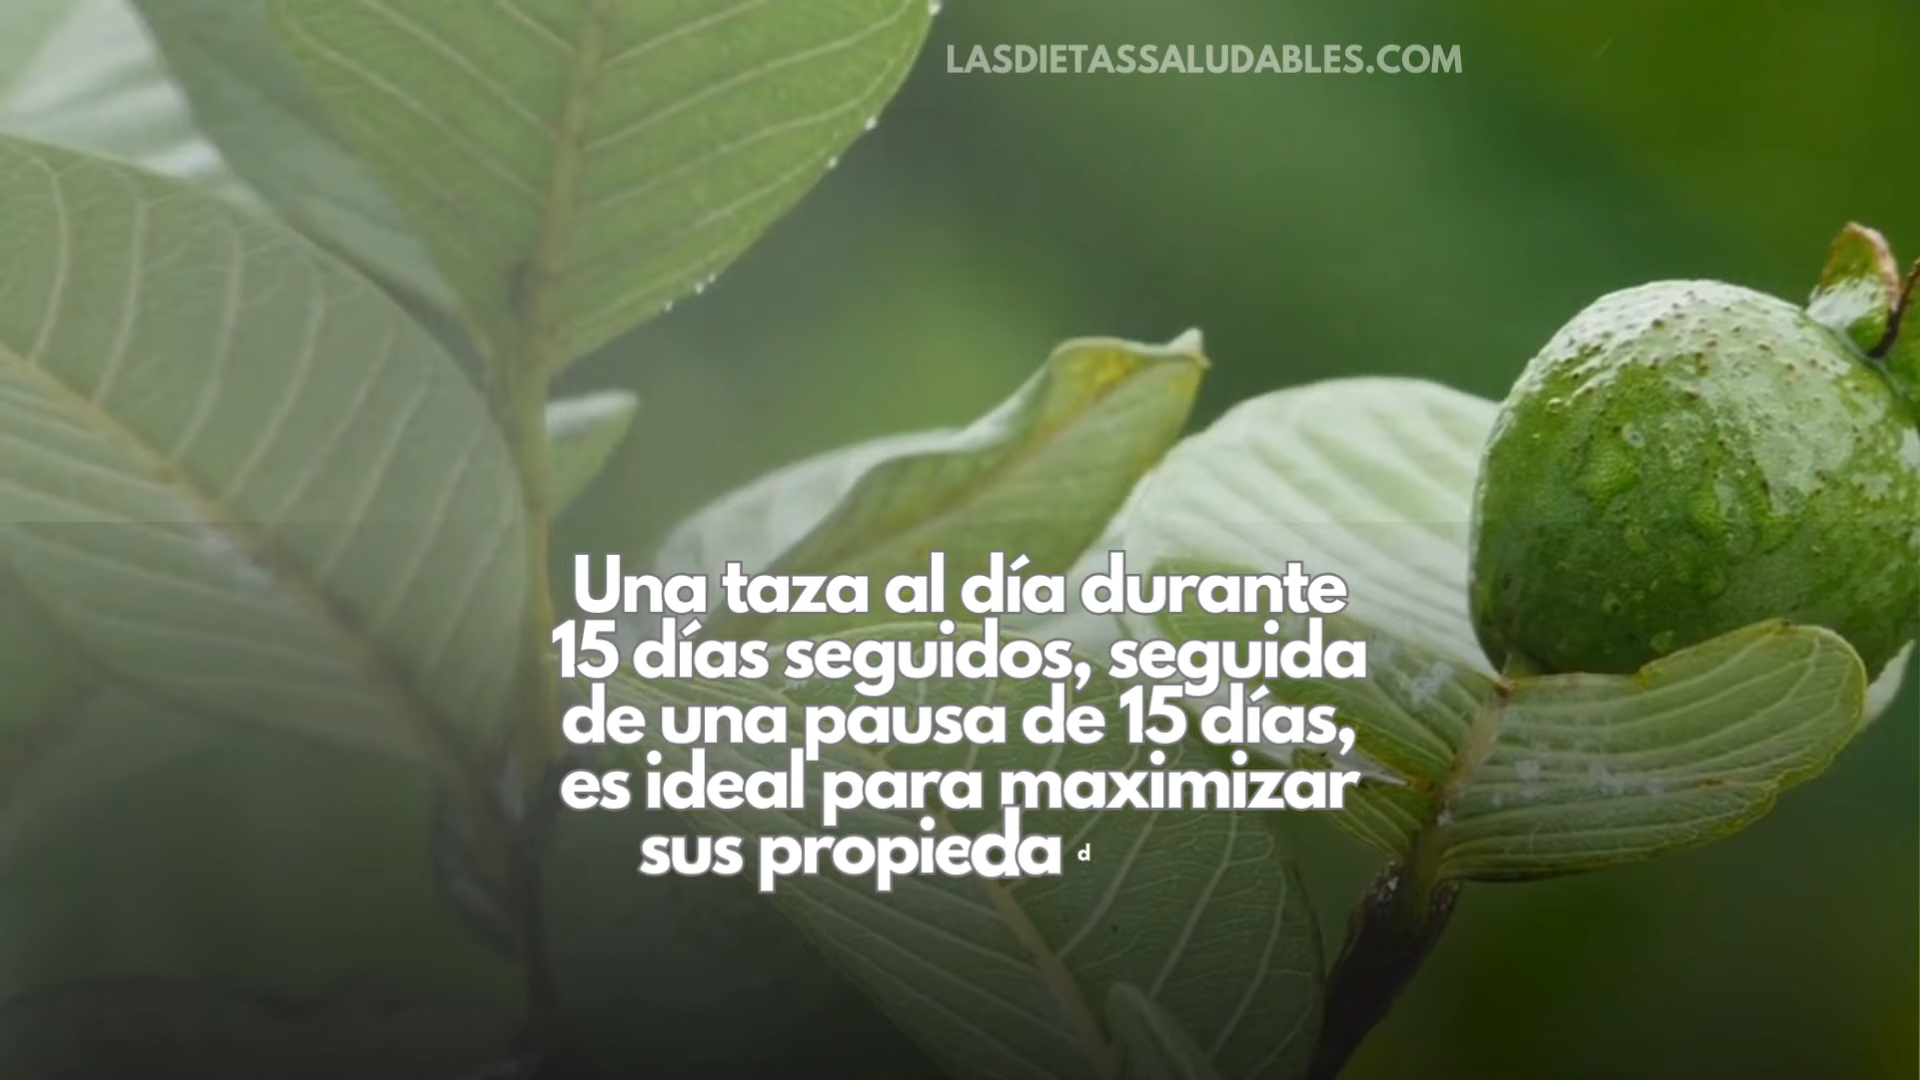 LASDIETASSALUDABLES.COM
Una taza al día durante
15 días seguidos, seguida
de una pausa de 15 días,
es ideal para maximizar
sus propieda d